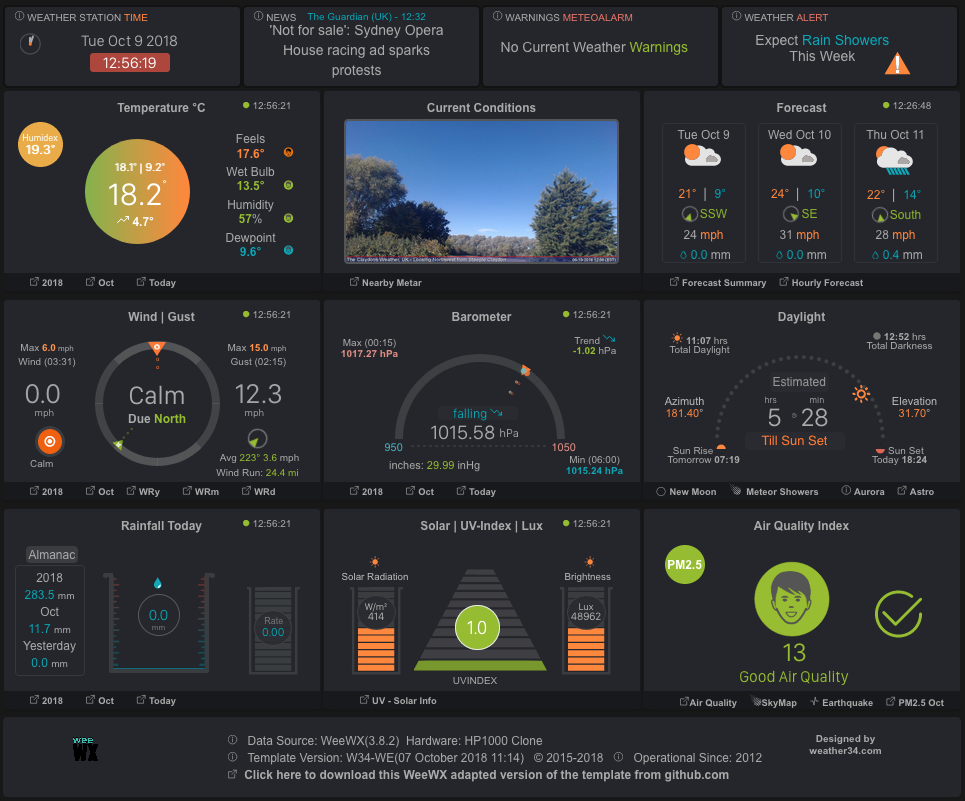 WEATHER STATION TIME
Tue Oct 9 2018
12:56:19
NEWS The Guardian (UK) - 12:32
'Not for sale': Sydney Opera
House racing ad sparks
protests
WARNINGS METEOALARM
No Current Weather Warnings
WEATHER ALERT
Expect Rain Showers
This Week
Temperature °C
12:56:21
Humidex
19.3°
18.1° | 9.2°
18.2°
4.7°
Feels
17.6°
Wet Bulb
13.5°
Humidity
57%
Dewpoint
9.6°
2018 Oct Today
Current Conditions
Nearby Metar
Forecast
12:26:48
Tue Oct 9 Wed Oct 10 Thu Oct 11
21° | 9° 24° | 10° 22° | 14°
SSW SE South
24 mph 31 mph 28 mph
0.0 mm 0.0 mm 0.4 mm
Forecast Summary Hourly Forecast
Wind | Gust
12:56:21
Max 6.0 mph
Wind (03:31)
0.0
mph
Calm
Calm
Due North
Max 15.0 mph
Gust (02:15)
12.3
mph
Avg 223° 3.6 mph
Wind Run: 24.4 mi
2018 Oct WRy WRm WRd
Barometer
12:56:21
Max (00:15)
1017.27 hPa
Trend
-1.02 hPa
falling
1015.58 hPa
950 1050
inches: 29.99 inHg
Min (06:00)
1015.24 hPa
2018 Oct Today
Daylight
11:07 hrs
Total Daylight
12:52 hrs
Total Darkness
Estimated
hrs min
5 28
Till Sun Set
Azimuth
181.40°
Elevation
31.70°
Sun Rise
Tomorrow 07:19
Sun Set
Today 18:24
New Moon Meteor Showers Aurora Astro
Rainfall Today
12:56:21
Almanac
2018
283.5 mm
Oct
11.7 mm
Yesterday
0.0 mm
0.0
mm
Rate
0.00
2018 Oct Today
Solar | UV-Index | Lux
12:56:21
Solar Radiation
W/m²
414
1.0
UVINDEX
Brightness
Lux
48962
UV - Solar Info
Air Quality Index
PM2.5
13
Good Air Quality
Air Quality SkyMap Earthquake PM2.5 Oct
WEE
WX
Data Source: WeeWX(3.8.2) Hardware: HP1000 Clone
Template Version: W34-WE(07 October 2018 11:14) © 2015-2018 Operational Since: 2012
Click here to download this WeeWX adapted version of the template from github.com
Designed by
weather34.com